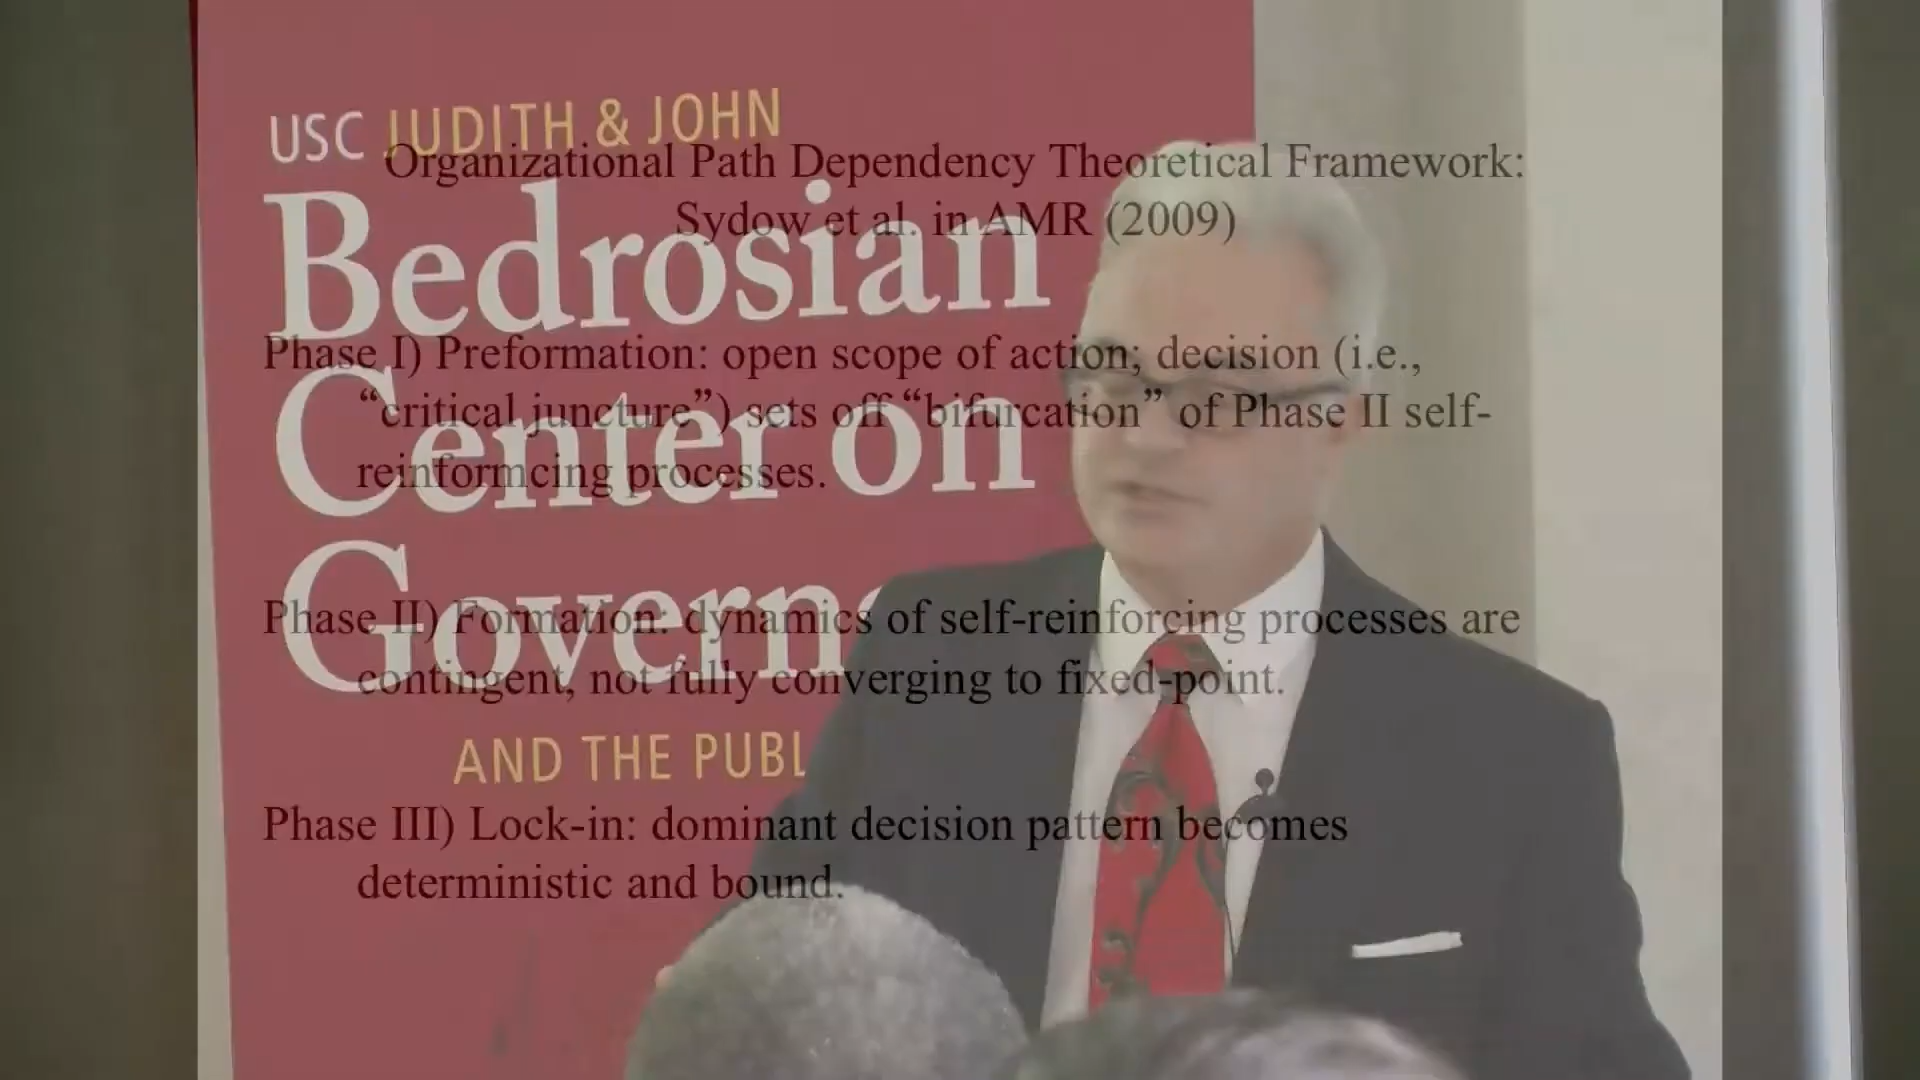 USC JUDITH & JOHN
Bedrosian
Center on
Govern
AND THE PUBL
Organizational Path Dependency Theoretical Framework:
Sydow et al. in AMR (2009)
Phase I) Preformation: open scope of action; decision (i.e.,
“critical juncture”) sets off “bifurcation” of Phase II self-
reinformcing processes.
Phase II) Formation: dynamics of self-reinforcing processes are
contingent, not fully converging to fixed-point.
Phase III) Lock-in: dominant decision pattern becomes
deterministic and bound.